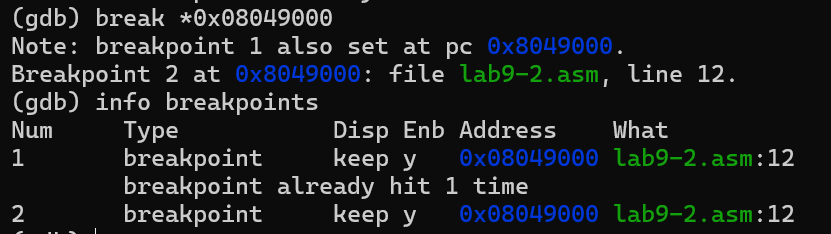 (gdb) break *0x08049000
Note: breakpoint 1 also set at pc 0x8049000.
Breakpoint 2 at 0x8049000: file lab9-2.asm, line 12.
(gdb) info breakpoints
Num     Type           Disp Enb Address    What
1       breakpoint     keep y   0x08049000 lab9-2.asm:12
        breakpoint already hit 1 time
2       breakpoint     keep y   0x08049000 lab9-2.asm:12